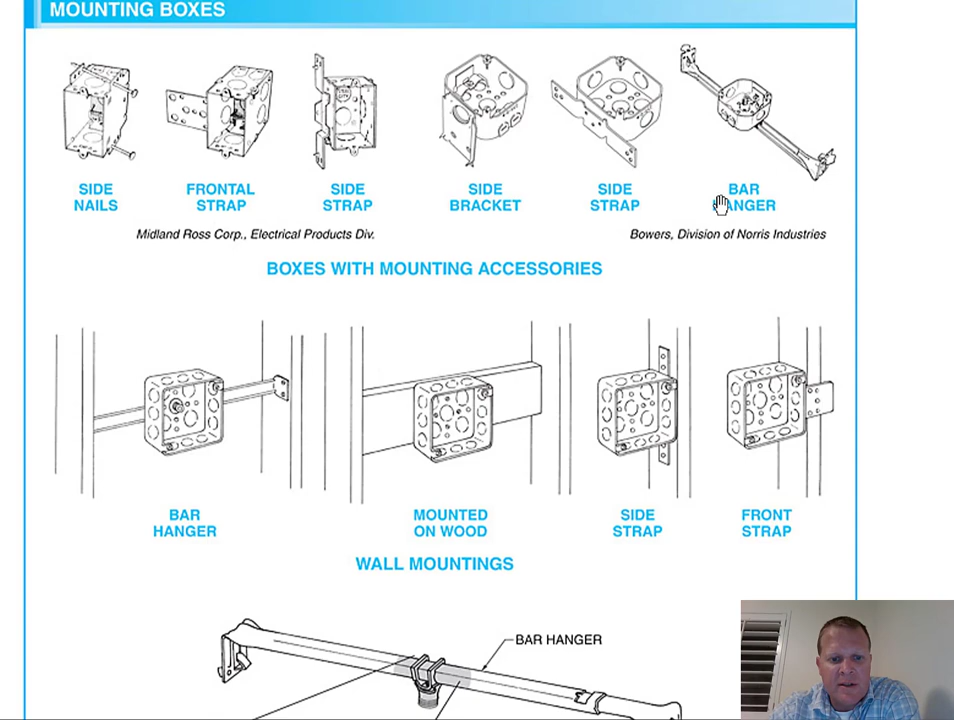 MOUNTING BOXES
SIDE NAILS
FRONTAL STRAP
SIDE STRAP
SIDE BRACKET
SIDE STRAP
BAR HANGER
Midland Ross Corp., Electrical Products Div.
Bowers, Division of Norris Industries
BOXES WITH MOUNTING ACCESSORIES
BAR HANGER
MOUNTED ON WOOD
SIDE STRAP
FRONT STRAP
WALL MOUNTINGS
BAR HANGER